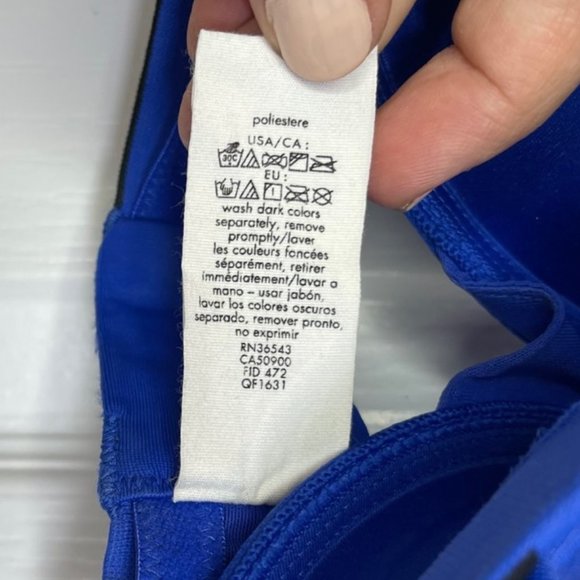 poliestere
USA/CA :
30C
EU :
wash dark colors
separately, remove
promptly/laver
les couleurs foncées
séparément, retirer
immédiatement/lavar a
mano – usar jabón,
lavar los colores oscuros
separado, remover pronto,
no exprimir
RN36543
CA50900
FID 472
QF1631